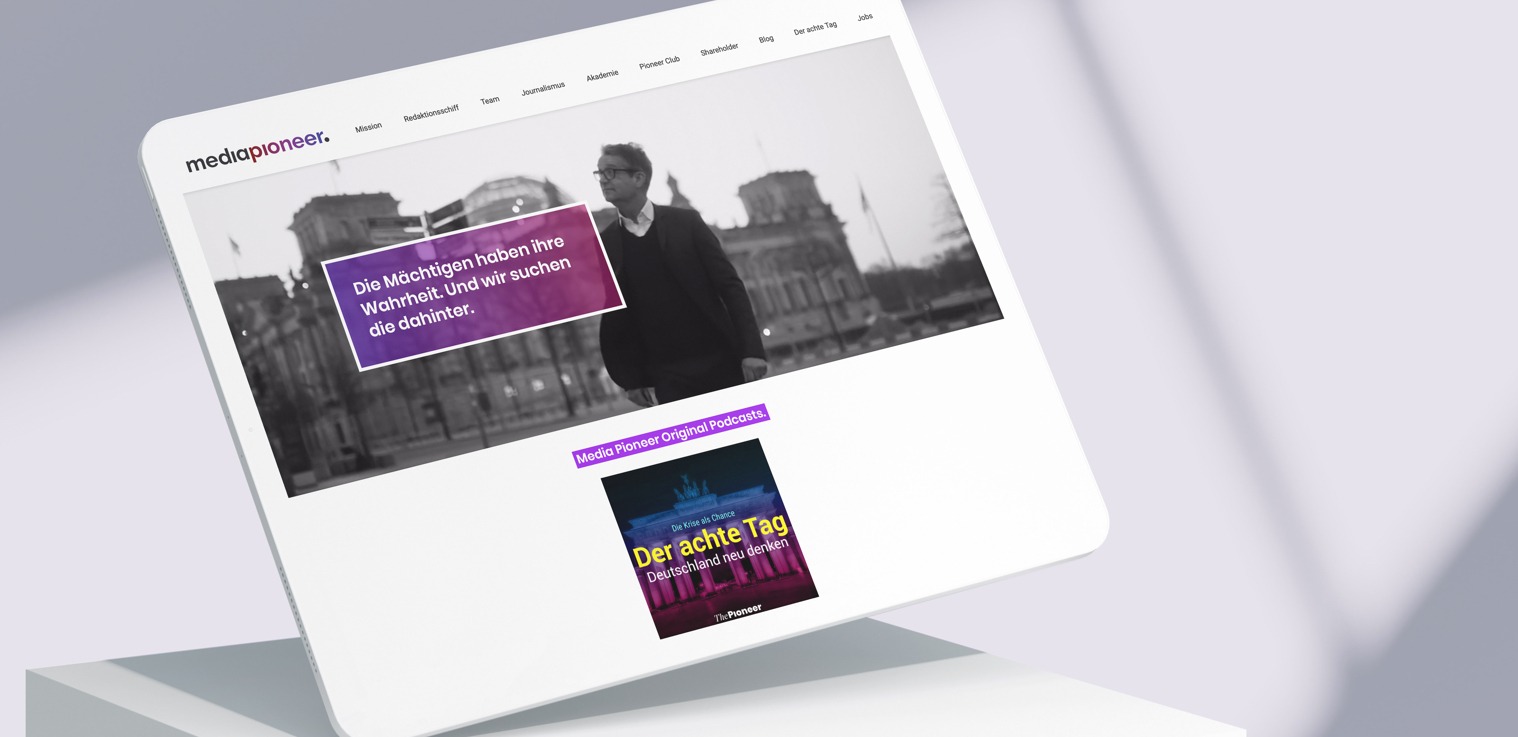 mediapioneer.
Mission Redaktionsschiff Team Journalismus Akademie Pioneer Club Shareholder Blog Der achte Tag Jobs
Die Mächtigen haben ihre
Wahrheit. Und wir suchen
die dahinter.
Media Pioneer Original Podcasts.
Die Krise als Chance
Der achte Tag
Deutschland neu denken
ThePioneer